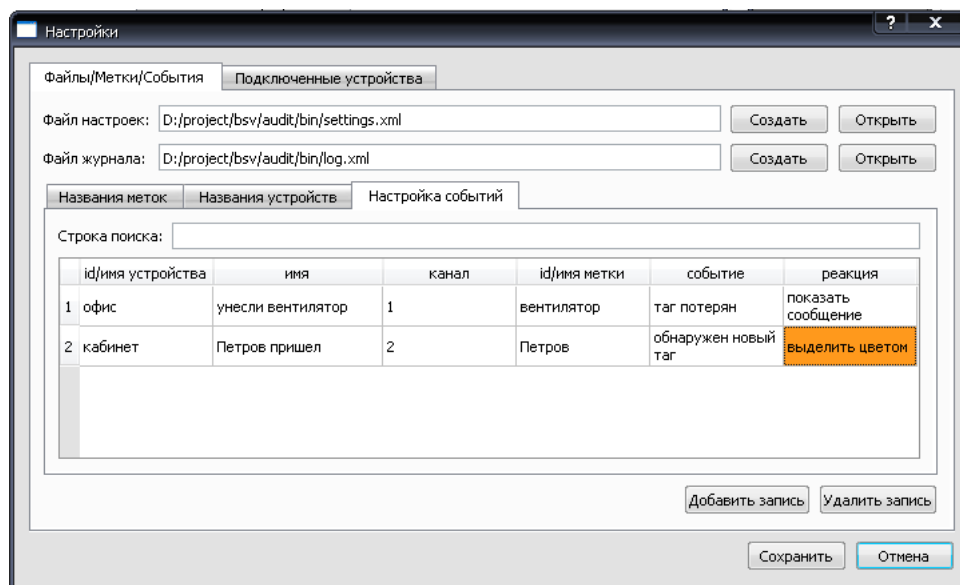 Настройки
? x
Файлы/Метки/События Подключенные устройства
Файл настроек: D:/project/bsv/audit/bin/settings.xml Создать Открыть
Файл журнала: D:/project/bsv/audit/bin/log.xml Создать Открыть
Названия меток Названия устройств Настройка событий
Строка поиска:
id/имя устройства имя канал id/имя метки событие реакция
1 офис унесли вентилятор 1 вентилятор таг потерян показать
сообщение
2 кабинет Петров пришел 2 Петров обнаружен новый
таг выделить цветом
Добавить запись Удалить запись
Сохранить Отмена